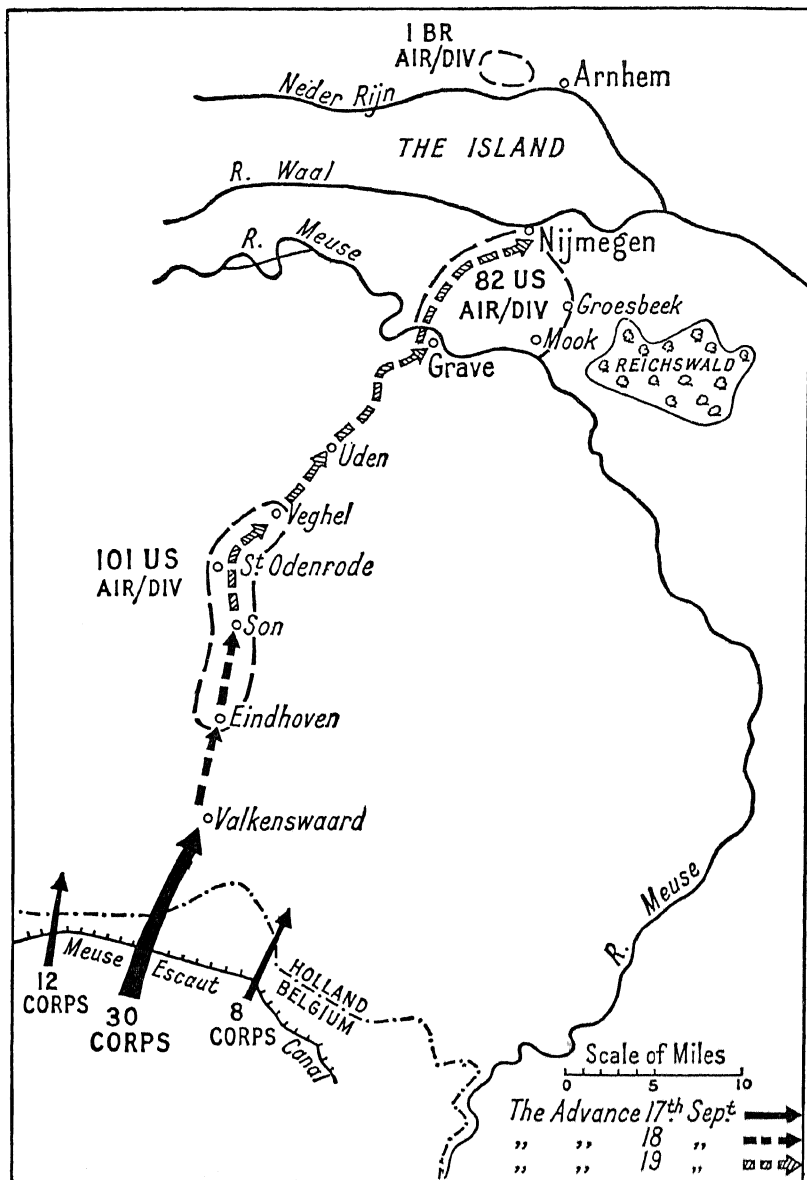 1 BR
AIR/DIV
Arnhem
Neder Rijn
THE ISLAND
R. Waal
R. Meuse
Nijmegen
82 US
AIR/DIV
Groesbeek
Mook
REICHSWALD
Grave
Uden
Veghel
101 US
AIR/DIV
St. Odenrode
Son
Eindhoven
Valkenswaard
R. Meuse
Meuse Escaut Canal
HOLLAND
BELGIUM
12
CORPS
30
CORPS
8
CORPS
Scale of Miles
0 5 10
The Advance 17th Sept.
„ „ 18 „
„ „ 19 „